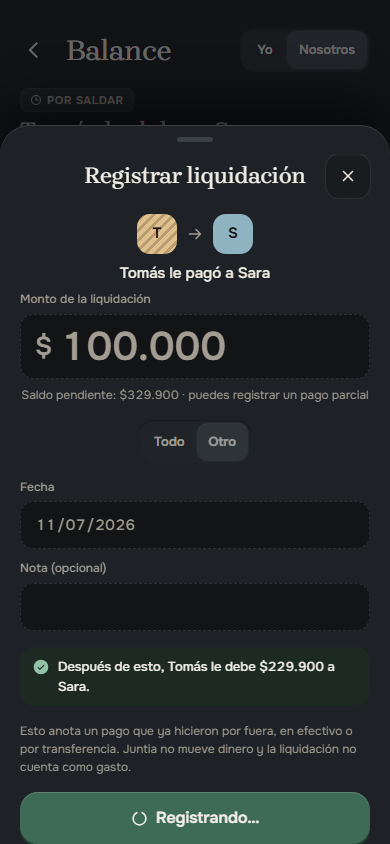 Balance
Yo
Nosotros
POR SALDAR
Registrar liquidación
T
S
Tomás le pagó a Sara
Monto de la liquidación
$ 100.000
Saldo pendiente: $329.900 · puedes registrar un pago parcial
Todo
Otro
Fecha
11/07/2026
Nota (opcional)
Después de esto, Tomás le debe $229.900 a
Sara.
Esto anota un pago que ya hicieron por fuera, en efectivo o
por transferencia. Juntia no mueve dinero y la liquidación no
cuenta como gasto.
Registrando...